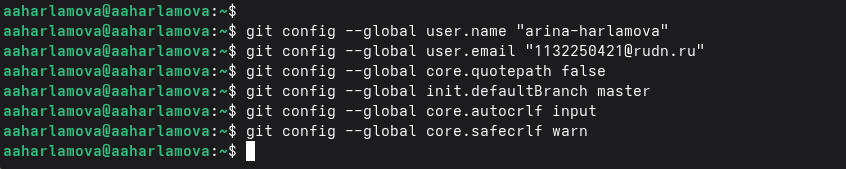 aaharlamova@aaharlamova:~$
aaharlamova@aaharlamova:~$ git config --global user.name "arina-harlamova"
aaharlamova@aaharlamova:~$ git config --global user.email "1132250421@rudn.ru"
aaharlamova@aaharlamova:~$ git config --global core.quotepath false
aaharlamova@aaharlamova:~$ git config --global init.defaultBranch master
aaharlamova@aaharlamova:~$ git config --global core.autocrlf input
aaharlamova@aaharlamova:~$ git config --global core.safecrlf warn
aaharlamova@aaharlamova:~$